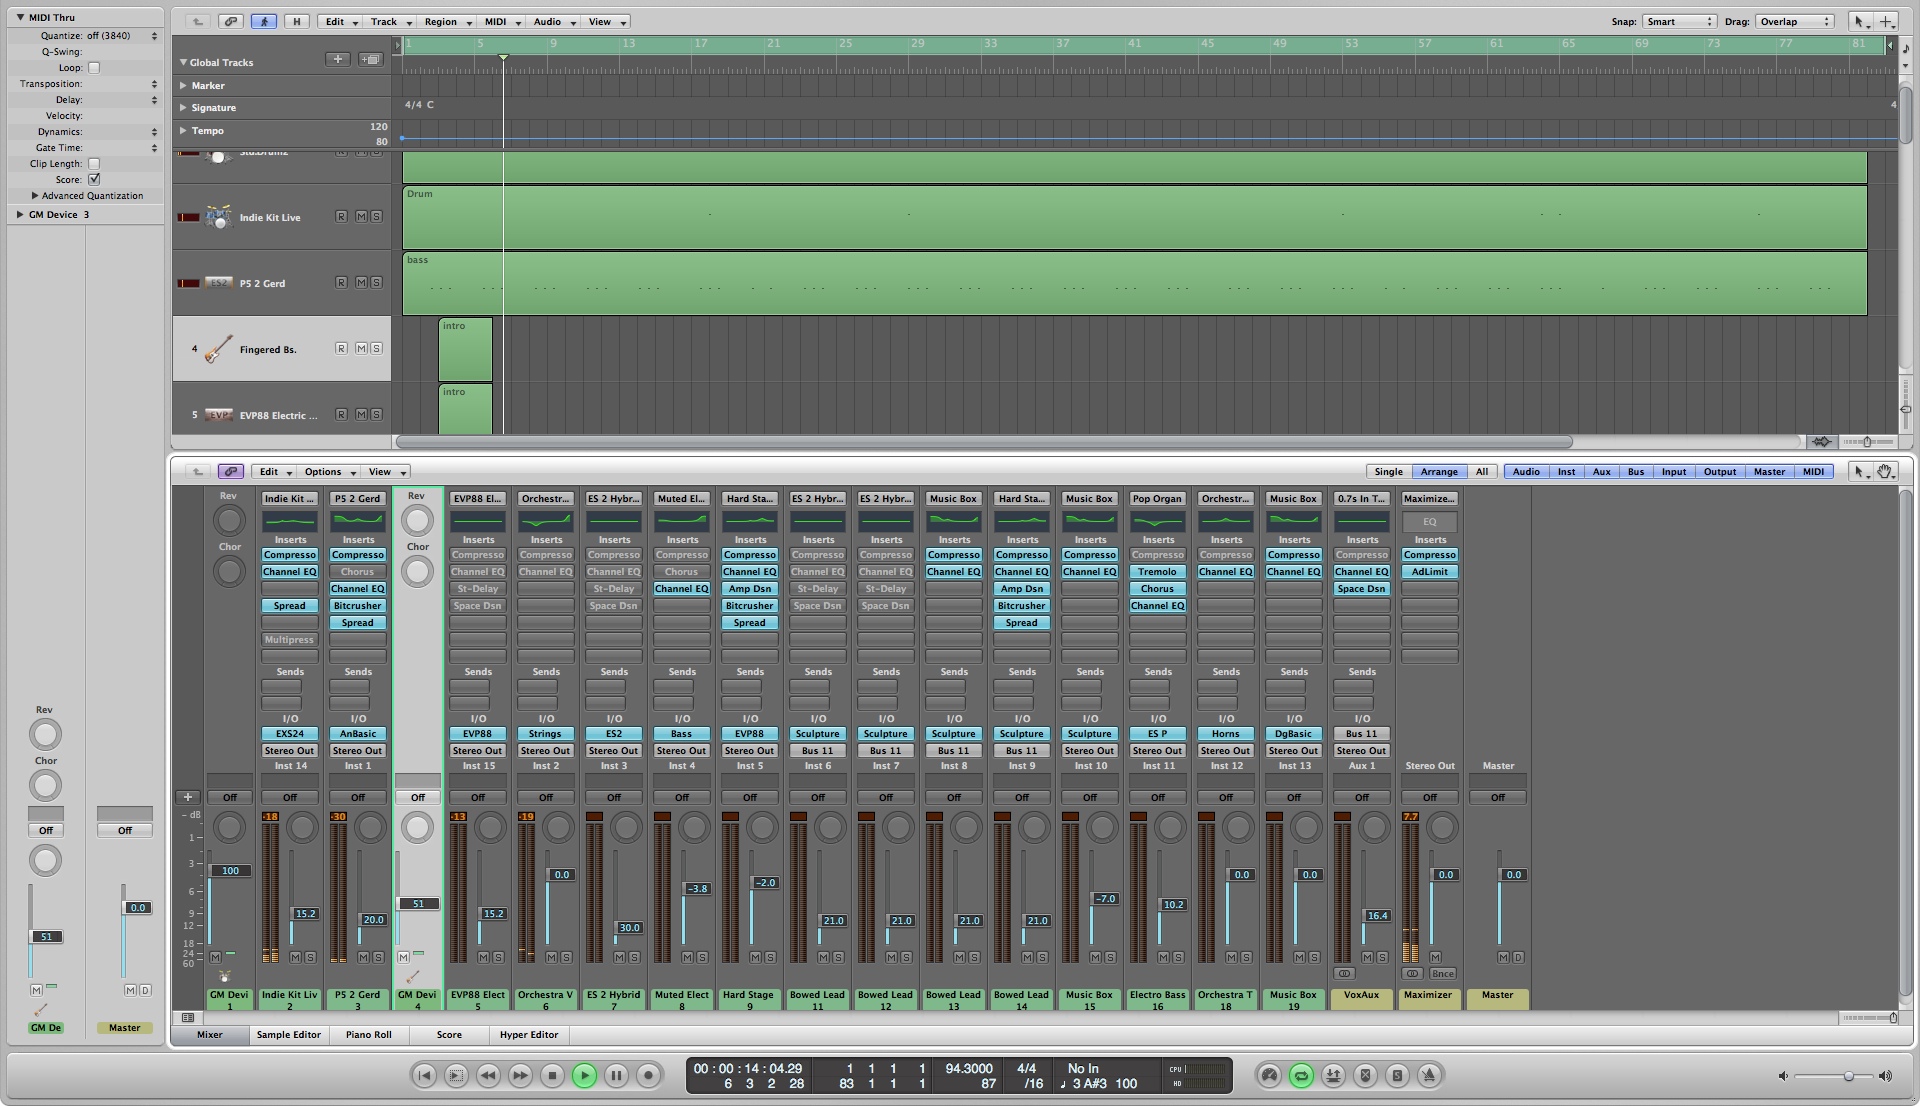 MIDI Thru
Quantize: off (3840)
Q-Swing:
Loop:
Transposition:
Delay:
Velocity:
Dynamics:
Gate Time:
Clip Length:
Score:
Advanced Quantization
GM Device 3
Rev
Chor
Off Off
51 0.0
M M D
GM De Master
H Edit Track Region MIDI Audio View Snap: Smart Drag: Overlap
1 5 9 13 17 21 25 29 33 37 41 45 49 53 57 61 65 69 73 77 81
Global Tracks
Marker
Signature 4/4 C 4
Tempo 120
80
Indie Kit Live R M S Drum
ES2 P5 2 Gerd R M S bass
4 Fingered Bs. R M S intro
5 EVP EVP88 Electric ... R M S intro
Edit Options View Single Arrange All Audio Inst Aux Bus Input Output Master MIDI
Rev Indie Kit ... P5 2 Gerd Rev EVP88 El... Orchestr... ES 2 Hybr... Muted El... Hard Sta... ES 2 Hybr... ES 2 Hybr... Music Box Hard Sta... Music Box Pop Organ Orchestr... Music Box 0.7s In T... Maximize...
EQ
Chor Inserts Inserts Chor Inserts Inserts Inserts Inserts Inserts Inserts Inserts Inserts Inserts Inserts Inserts Inserts Inserts Inserts Inserts
Compresso Compresso Compresso Compresso Compresso Compresso Compresso Compresso Compresso Compresso Compresso Compresso Compresso Compresso Compresso Compresso Compresso
Channel EQ Chorus Channel EQ Channel EQ Channel EQ Chorus Channel EQ Channel EQ Channel EQ Channel EQ Channel EQ Channel EQ Tremolo Channel EQ Channel EQ Channel EQ AdLimit
Channel EQ St-Delay St-Delay Channel EQ Amp Dsn St-Delay St-Delay Amp Dsn Chorus Space Dsn
Spread Bitcrusher Space Dsn Space Dsn Bitcrusher Space Dsn Space Dsn Bitcrusher Channel EQ
Spread Spread Spread
Multipress
Sends Sends Sends Sends Sends Sends Sends Sends Sends Sends Sends Sends Sends Sends Sends Sends
I/O I/O I/O I/O I/O I/O I/O I/O I/O I/O I/O I/O I/O I/O I/O I/O
EXS24 AnBasic EVP88 Strings ES2 Bass EVP88 Sculpture Sculpture Sculpture Sculpture Sculpture ES P Horns DgBasic Bus 11
Stereo Out Stereo Out Stereo Out Stereo Out Stereo Out Stereo Out Stereo Out Bus 11 Bus 11 Bus 11 Bus 11 Stereo Out Stereo Out Stereo Out Stereo Out Stereo Out
Inst 14 Inst 1 Inst 15 Inst 2 Inst 3 Inst 4 Inst 5 Inst 6 Inst 7 Inst 8 Inst 9 Inst 10 Inst 11 Inst 12 Inst 13 Aux 1 Stereo Out Master
Off Off Off Off Off Off Off Off Off Off Off Off Off Off Off Off Off Off Off Off
- dB -18 -30 -13 -19 7.7
1
3
100 0.0 0.0 0.0 0.0 0.0
-3.8 -2.0
6
51 -7.0 10.2
9 15.2 20.0 15.2 30.0 21.0 21.0 21.0 21.0 16.4
12
18
24
60
M M S M S M M S M S M S M S M S M S M S M S M S M S M S M S M S M S M M D
Bnce
GM Devi Indie Kit Liv P5 2 Gerd GM Devi EVP88 Elect Orchestra V ES 2 Hybrid Muted Elect Hard Stage Bowed Lead Bowed Lead Bowed Lead Bowed Lead Music Box Electro Bass Orchestra T Music Box VoxAux Maximizer Master
1 2 3 4 5 6 7 8 9 11 12 13 14 15 16 18 19
Mixer Sample Editor Piano Roll Score Hyper Editor
00 : 00 : 14 : 04.29 1 1 1 1 94.3000 4/4 No In CPU
6 3 2 28 83 1 1 1 87 /16 3 A#3 100 HD